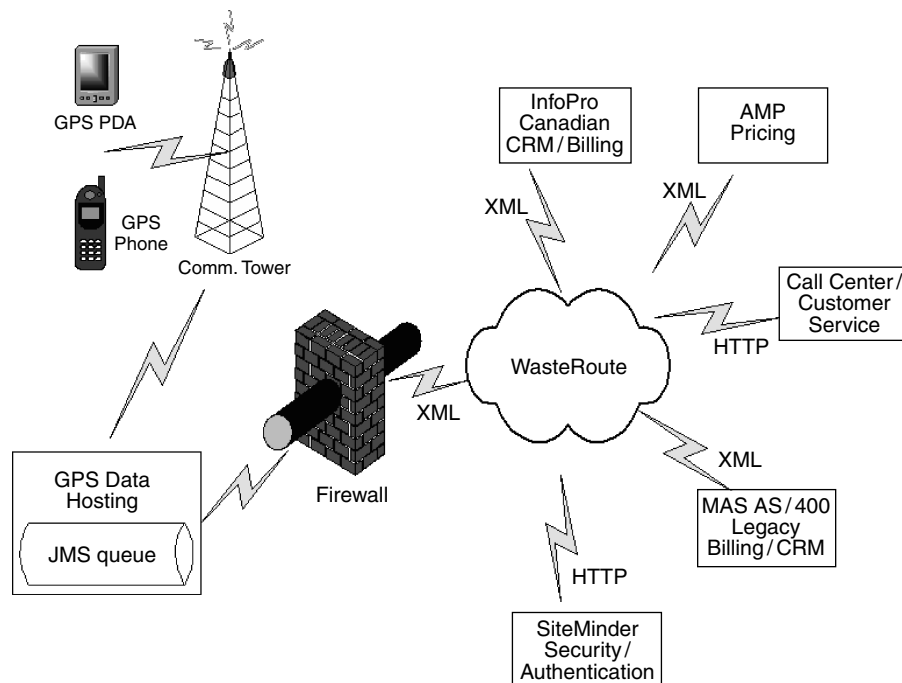 GPS PDA
GPS
Phone
Comm. Tower
InfoPro
Canadian
CRM/Billing
AMP
Pricing
XML
XML
Call Center/
Customer
Service
HTTP
WasteRoute
XML
Firewall
GPS Data
Hosting
JMS queue
XML
MAS AS/400
Legacy
Billing/CRM
HTTP
SiteMinder
Security/
Authentication